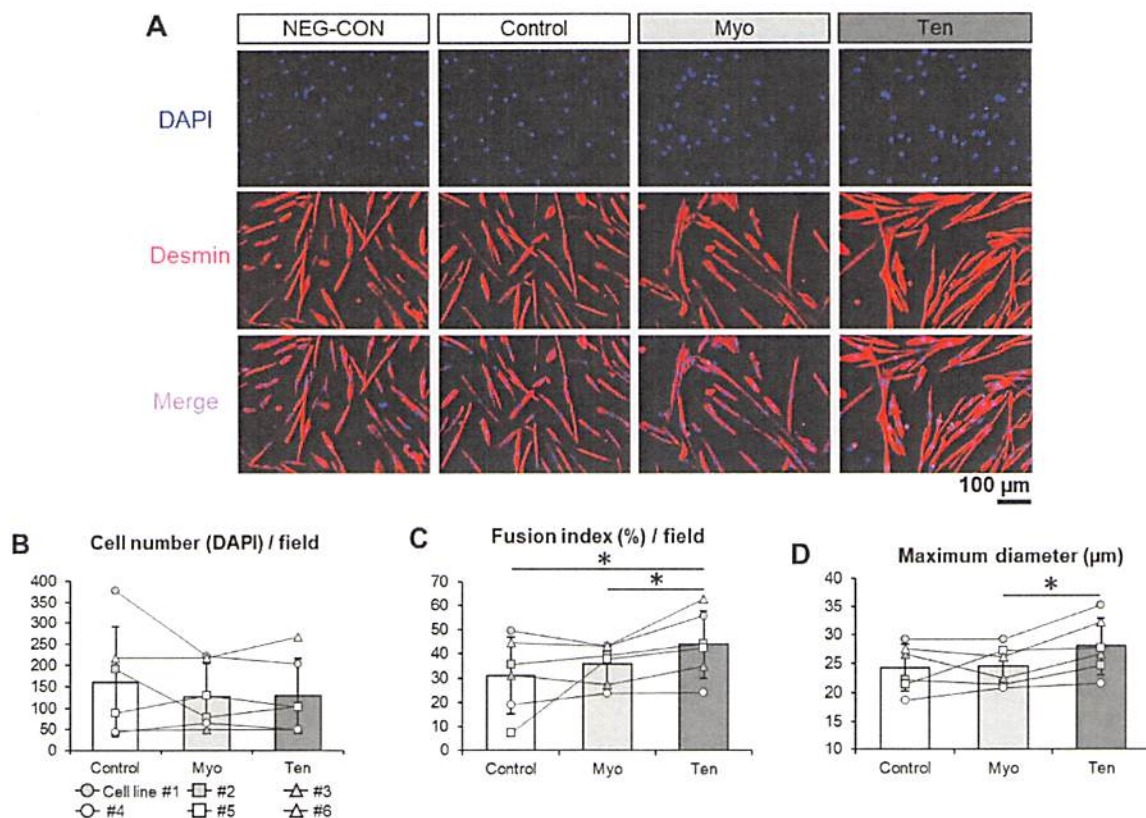 A
NEG-CON Control Myo Ten
DAPI
Desmin
Merge
100 µm
B Cell number (DAPI) / field
400
350
300
250
200
150
100
50
0
Control Myo Ten
Cell line #1 #2 #3
#4 #5 #6
C Fusion index (%) / field
* 
*
70
60
50
40
30
20
10
0
Control Myo Ten
D Maximum diameter (µm)
*
40
35
30
25
20
15
10
Control Myo Ten